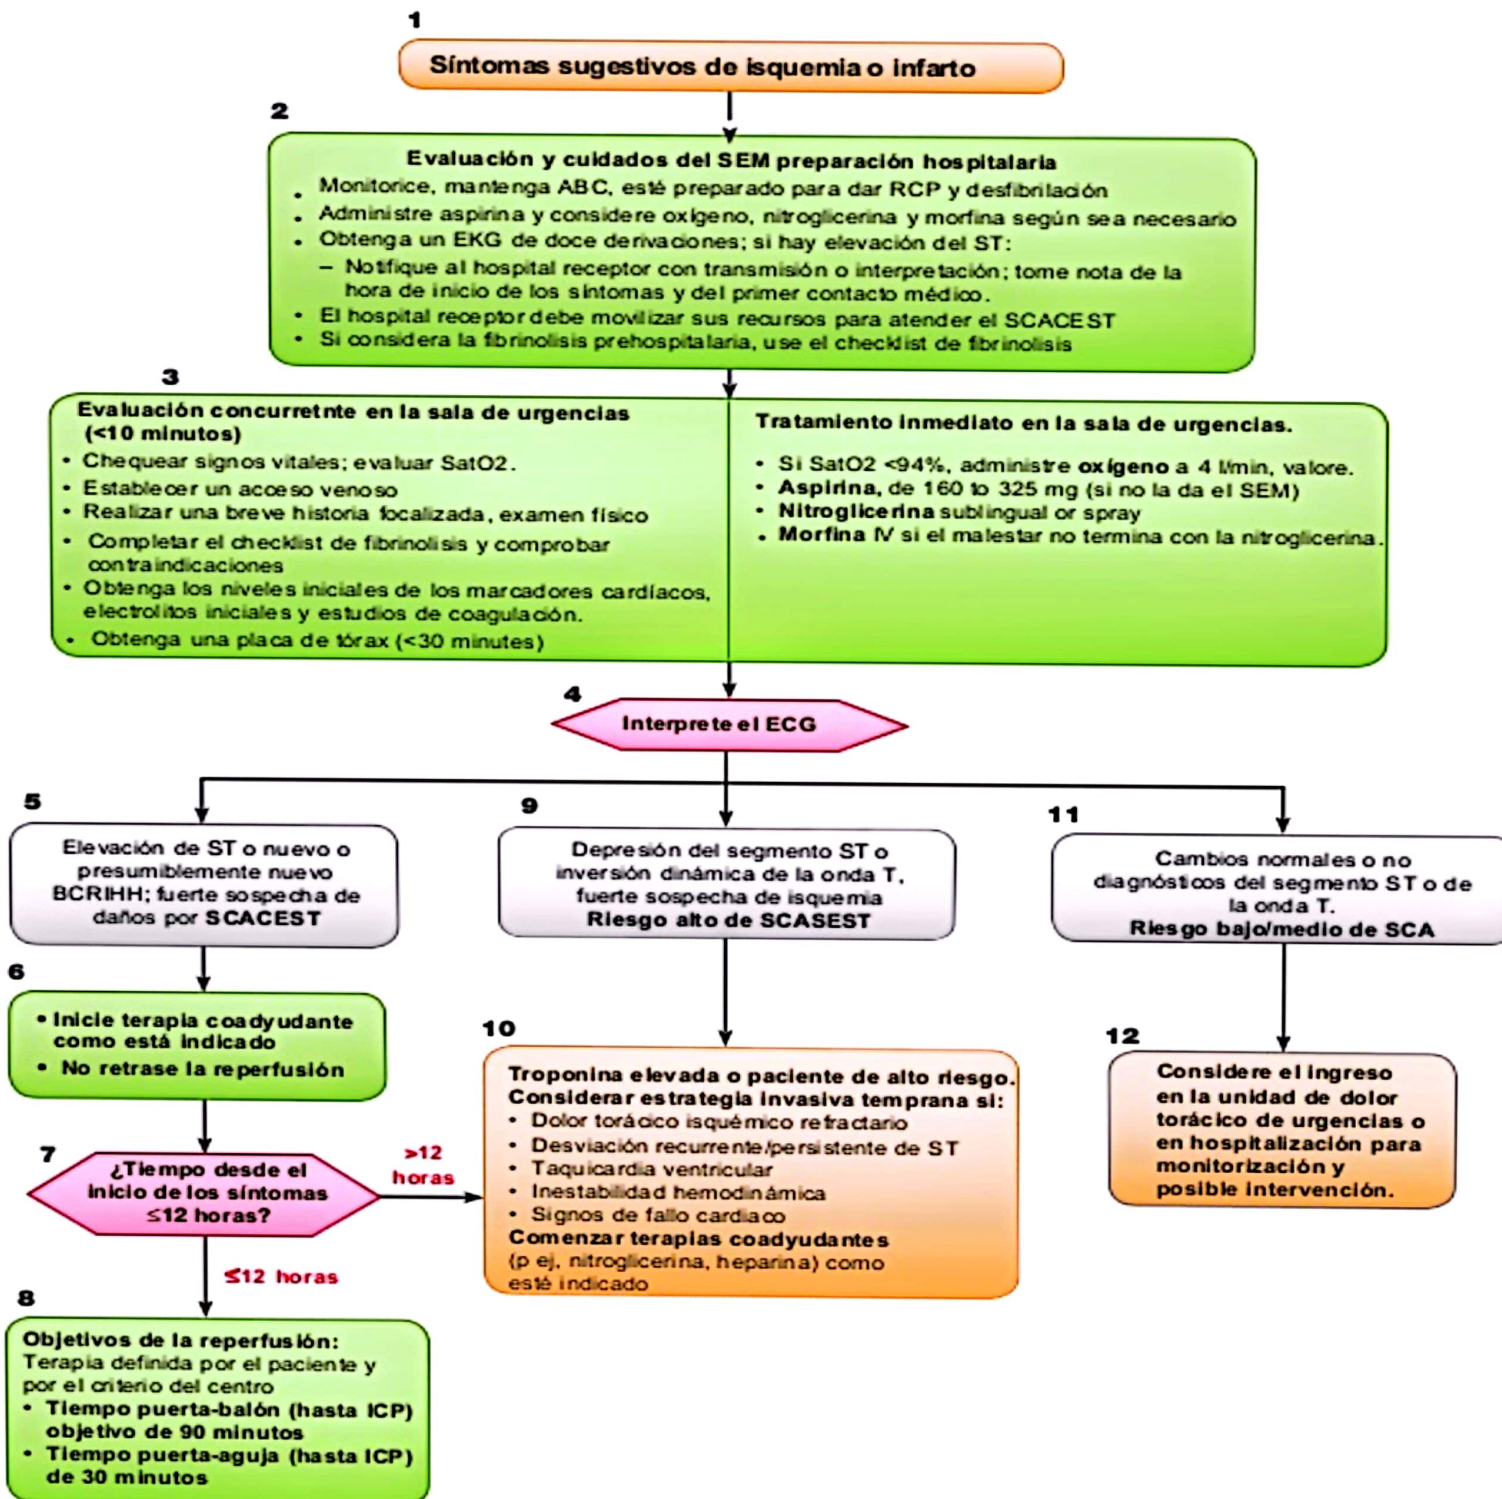 1
Síntomas sugestivos de isquemia o infarto
2
Evaluación y cuidados del SEM preparación hospitalaria
• Monitorice, mantenga ABC, esté preparado para dar RCP y desfibrilación
• Administre aspirina y considere oxígeno, nitroglicerina y morfina según sea necesario
• Obtenga un EKG de doce derivaciones; si hay elevación del ST:
– Notifique al hospital receptor con transmisión o interpretación; tome nota de la
hora de inicio de los síntomas y del primer contacto médico.
• El hospital receptor debe movilizar sus recursos para atender el SCACEST
• Si considera la fibrinolisis prehospitalaria, use el checklist de fibrinolisis
3
Evaluación concurretnte en la sala de urgencias
(<10 minutos)
• Chequear signos vitales; evaluar SatO2.
• Establecer un acceso venoso
• Realizar una breve historia focalizada, examen físico
• Completar el checklist de fibrinolisis y comprobar
contraindicaciones
• Obtenga los niveles iniciales de los marcadores cardíacos,
electrolitos iniciales y estudios de coagulación.
• Obtenga una placa de tórax (<30 minutes)
Tratamiento inmediato en la sala de urgencias.
• Si SatO2 <94%, administre oxígeno a 4 l/min, valore.
• Aspirina, de 160 to 325 mg (si no la da el SEM)
• Nitroglicerina sublingual or spray
• Morfina IV si el malestar no termina con la nitroglicerina.
4
Interprete el ECG
5
Elevación de ST o nuevo o
presumiblemente nuevo
BCRIHH; fuerte sospecha de
daños por SCACEST
6
• Inicie terapia coadyudante
como está indicado
• No retrase la reperfusión
7
¿Tiempo desde el
inicio de los síntomas
≤12 horas?
>12
horas
≤12 horas
8
Objetivos de la reperfusión:
Terapia definida por el paciente y
por el criterio del centro
• Tiempo puerta-balón (hasta ICP)
objetivo de 90 minutos
• Tiempo puerta-aguja (hasta ICP)
de 30 minutos
9
Depresión del segmento ST o
inversión dinámica de la onda T,
fuerte sospecha de isquemia
Riesgo alto de SCASEST
10
Troponina elevada o paciente de alto riesgo.
Considerar estrategia invasiva temprana si:
• Dolor torácico isquémico refractario
• Desviación recurrente/persistente de ST
• Taquicardia ventricular
• Inestabilidad hemodinámica
• Signos de fallo cardiaco
Comenzar terapias coadyudantes
(p ej, nitroglicerina, heparina) como
esté indicado
11
Cambios normales o no
diagnósticos del segmento ST o de
la onda T.
Riesgo bajo/medio de SCA
12
Considere el ingreso
en la unidad de dolor
torácico de urgencias o
en hospitalización para
monitorización y
posible intervención.